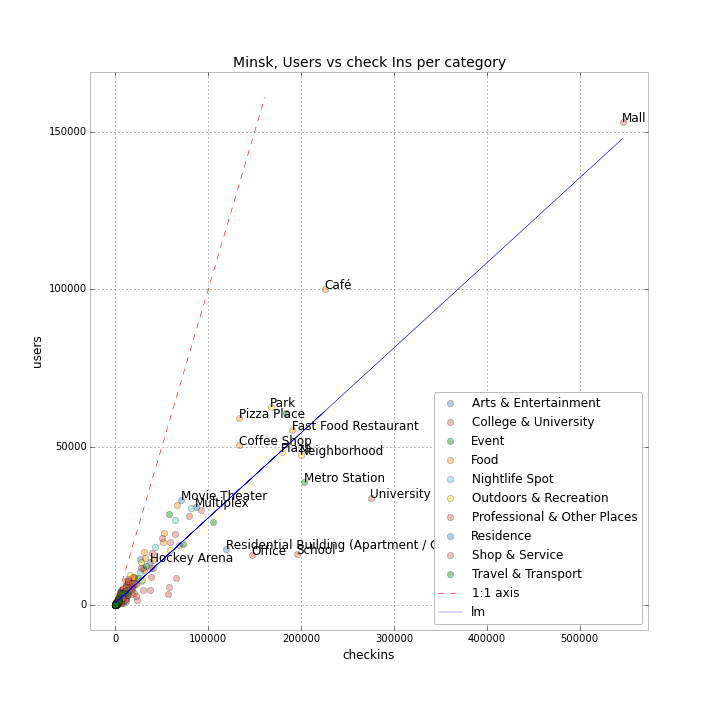 Minsk, Users vs check Ins per category
users
150000
100000
50000
0
Mall
Café
Park
Pizza Place
Fast Food Restaurant
Coffee Shop
Plaza
Neighborhood
Metro Station
University
Movie Theater
Multiplex
Residential Building (Apartment /
Office
School
Hockey Arena
Arts & Entertainment
College & University
Event
Food
Nightlife Spot
Outdoors & Recreation
Professional & Other Places
Residence
Shop & Service
Travel & Transport
1:1 axis
lm
0
100000
200000
300000
400000
500000
checkins